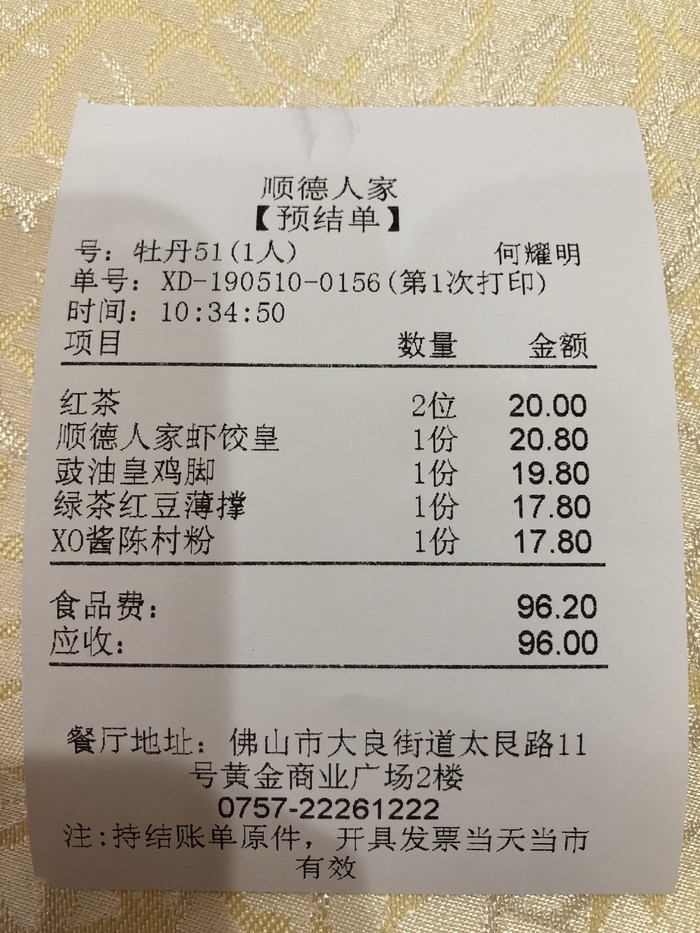 顺德人家
【预结单】
号：牡丹51(1人) 何耀明
单号：XD-190510-0156(第1次打印)
时间：10:34:50
项目 数量 金额
红茶 2位 20.00
顺德人家虾饺皇 1份 20.80
豉油皇鸡脚 1份 19.80
绿茶红豆薄撑 1份 17.80
XO酱陈村粉 1份 17.80
食品费： 96.20
应收： 96.00
餐厅地址：佛山市大良街道太艮路11
号黄金商业广场2楼
0757-22261222
注:持结账单原件，开具发票当天当市
有效